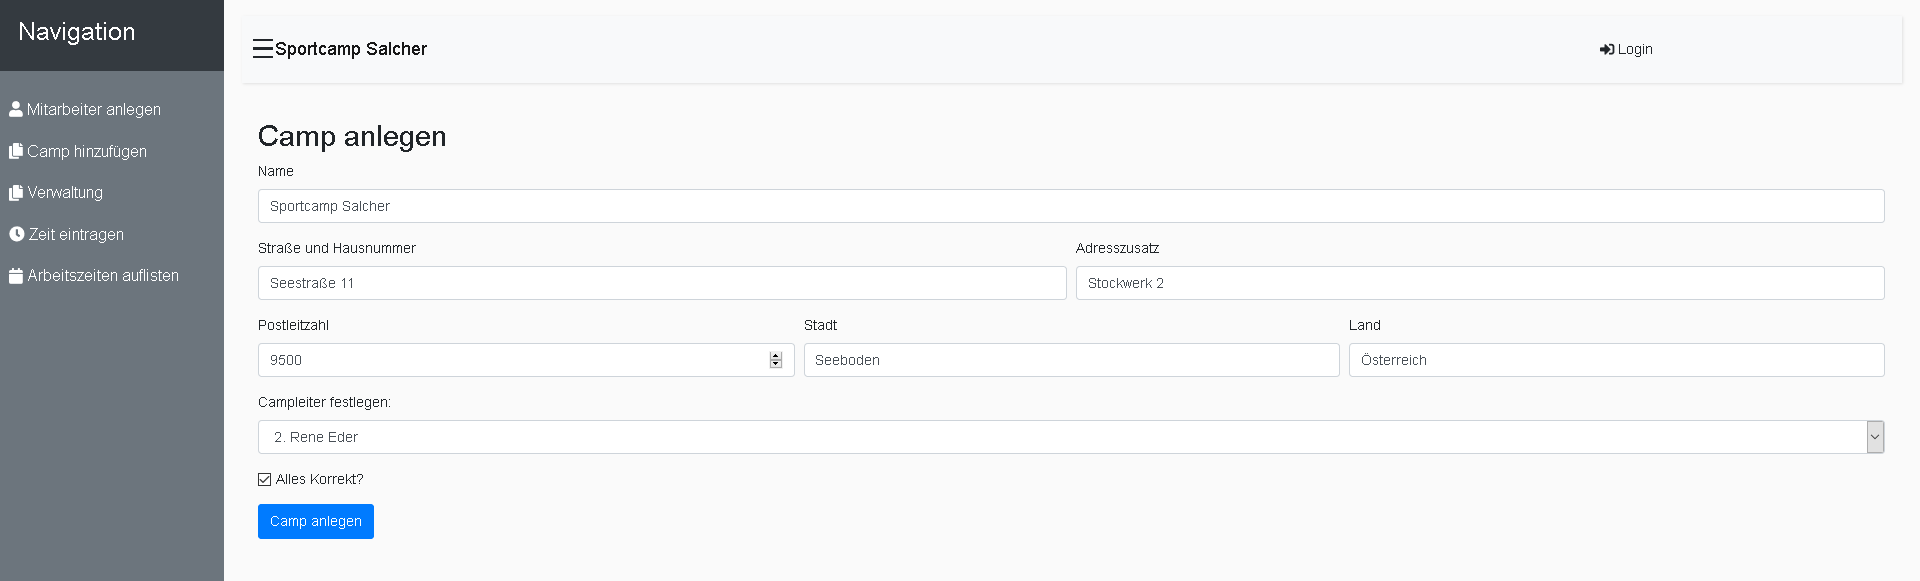 Navigation
Mitarbeiter anlegen
Camp hinzufügen
Verwaltung
Zeit eintragen
Arbeitszeiten auflisten
Sportcamp Salcher
Login
Camp anlegen
Name
Sportcamp Salcher
Straße und Hausnummer
Adresszusatz
Seestraße 11
Stockwerk 2
Postleitzahl
Stadt
Land
9500
Seeboden
Österreich
Campleiter festlegen:
2. Rene Eder
Alles Korrekt?
Camp anlegen